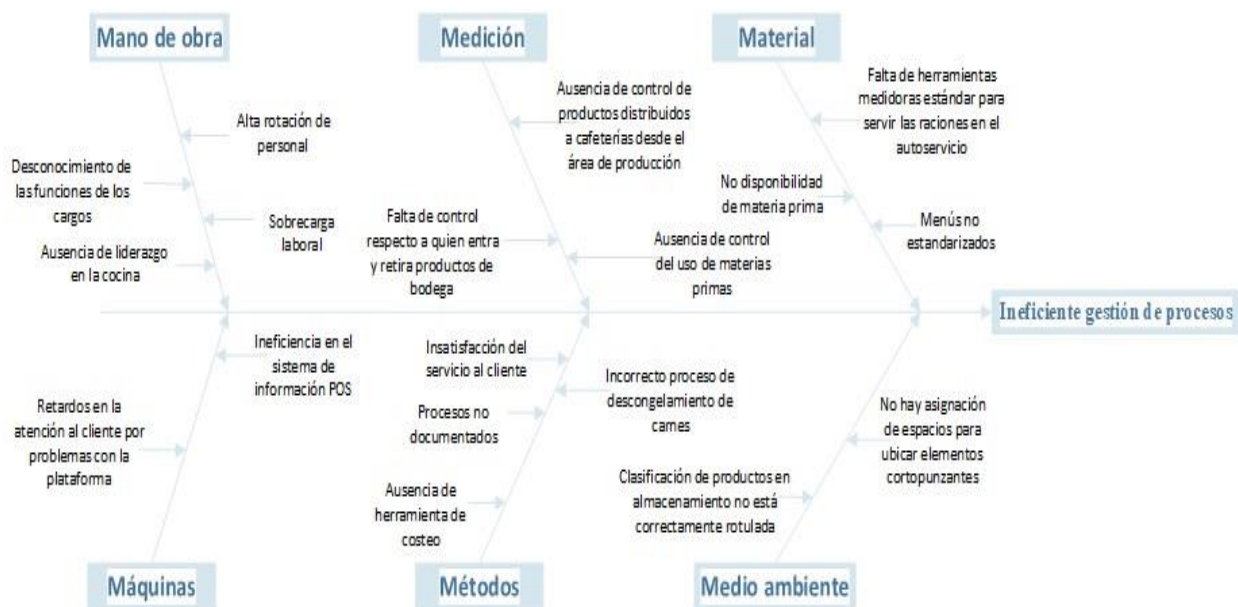 Mano de obra
Medición
Material
Alta rotación de
personal
Desconocimiento de
las funciones de los
cargos
Sobrecarga
laboral
Ausencia de liderazgo
en la cocina
Ausencia de control de
productos distribuidos
a cafeterías desde el
área de producción
Falta de control
respecto a quien entra
y retira productos de
bodega
Ausencia de control
del uso de materias
primas
Falta de herramientas
medidoras estándar para
servir las raciones en el
autoservicio
No disponibilidad
de materia prima
Menús no
estandarizados
Ineficiente gestión de procesos
Ineficiencia en el
sistema de
información POS
Retardos en la
atención al cliente por
problemas con la
plataforma
Insatisfacción del
servicio al cliente
Incorrecto proceso de
descongelamiento de
carnes
Procesos no
documentados
Ausencia de
herramienta de
costeo
No hay asignación
de espacios para
ubicar elementos
cortopunzantes
Clasificación de productos en
almacenamiento no está
correctamente rotulada
Máquinas
Métodos
Medio ambiente